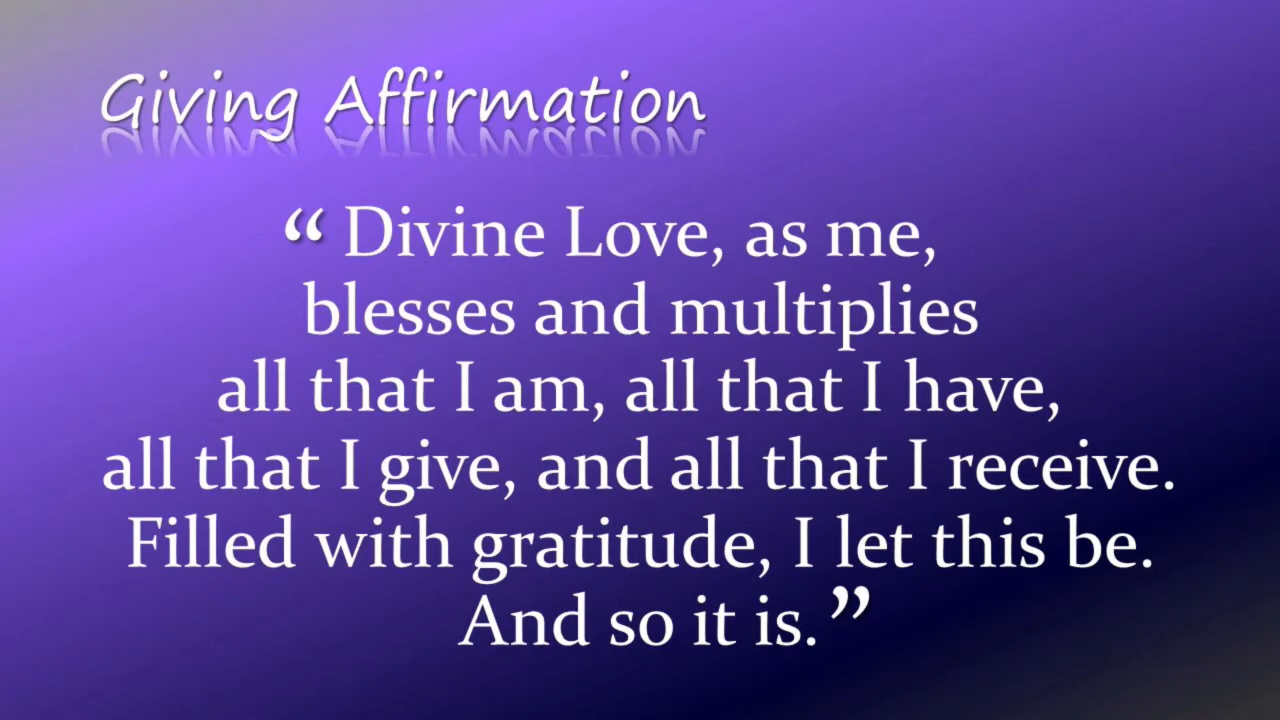 Giving Affirmation
“ Divine Love, as me,
blesses and multiplies
all that I am, all that I have,
all that I give, and all that I receive.
Filled with gratitude, I let this be.
And so it is.”